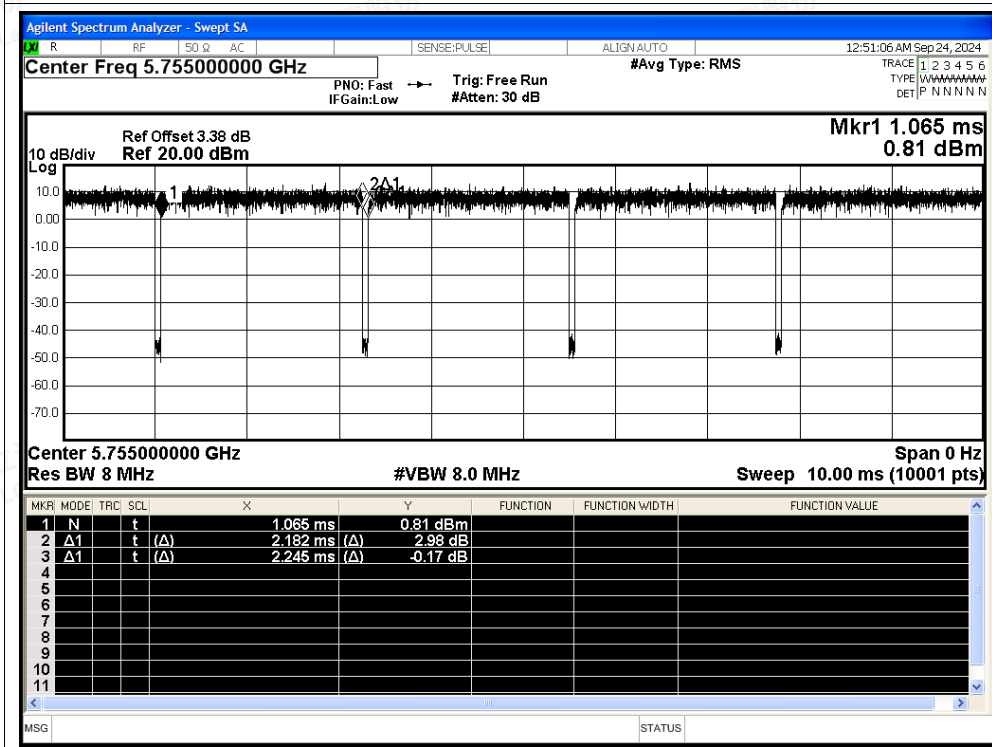 Agilent Spectrum Analyzer - Swept SA
LXI R RF 50 Ω AC SENSE:PULSE ALIGN AUTO 12:51:06 AM Sep 24, 2024
Center Freq 5.755000000 GHz #Avg Type: RMS TRACE 1 2 3 4 5 6
PNO: Fast Trig: Free Run TYPE
IFGain:Low #Atten: 30 dB DET P N N N N N
Mkr1 1.065 ms
0.81 dBm
Ref Offset 3.38 dB
10 dB/div Ref 20.00 dBm
Log
10.0
0.00
-10.0
-20.0
-30.0
-40.0
-50.0
-60.0
-70.0
1
2Δ1
Center 5.755000000 GHz Span 0 Hz
Res BW 8 MHz #VBW 8.0 MHz Sweep 10.00 ms (10001 pts)
MKR MODE TRC SCL X Y FUNCTION FUNCTION WIDTH FUNCTION VALUE
1 N t 1.065 ms 0.81 dBm
2 Δ1 t (Δ) 2.182 ms (Δ) 2.98 dB
3 Δ1 t (Δ) 2.245 ms (Δ) -0.17 dB
4
5
6
7
8
9
10
11
MSG STATUS